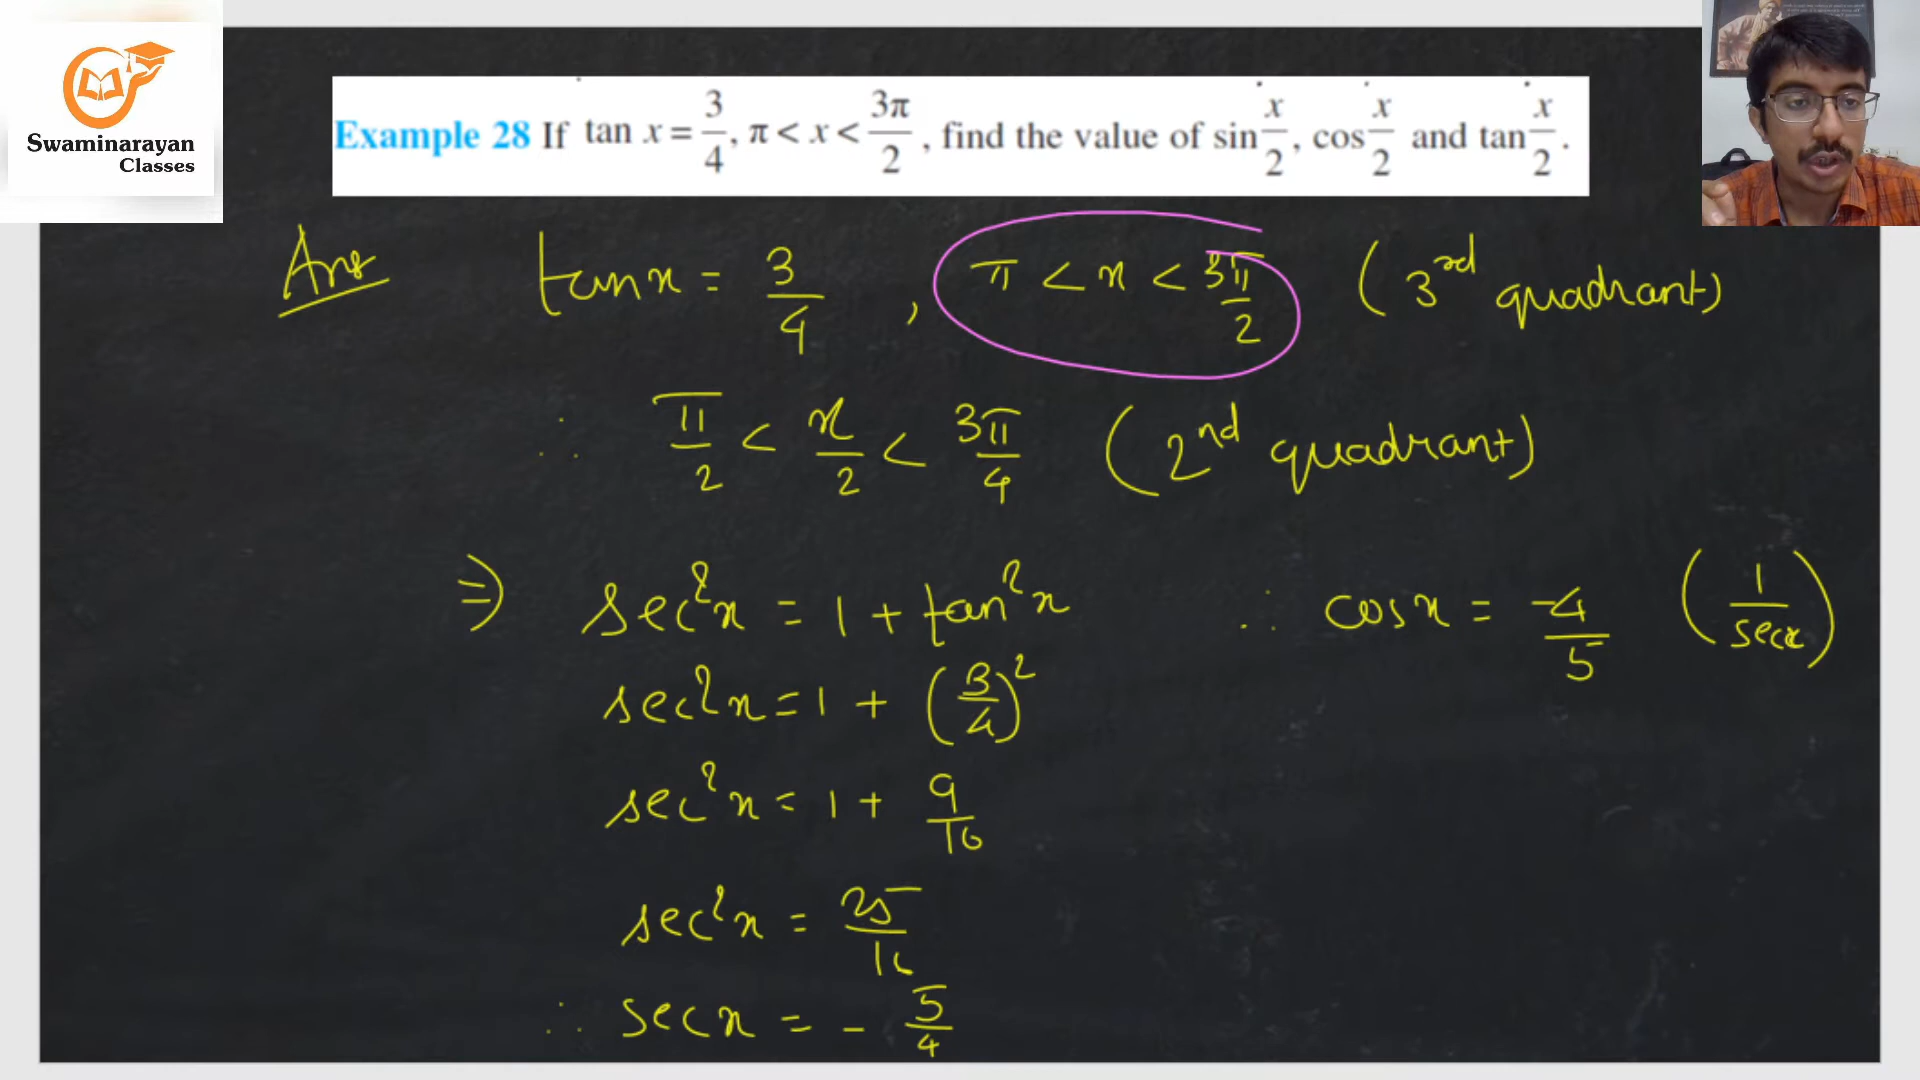 Swaminarayan
Classes
Example 28 If tan x = 3/4, π < x < 3π/2, find the value of sin x/2, cos x/2 and tan x/2.
Ans tan x = 3/4, π < x < 3π/2 (3rd quadrant)
∴ π/2 < x/2 < 3π/4 (2nd quadrant)
⇒ sec²x = 1 + tan²x ∴ cos x = -4/5 (1/sec x)
sec²x = 1 + (3/4)²
sec²x = 1 + 9/16
sec²x = 25/16
∴ sec x = - 5/4